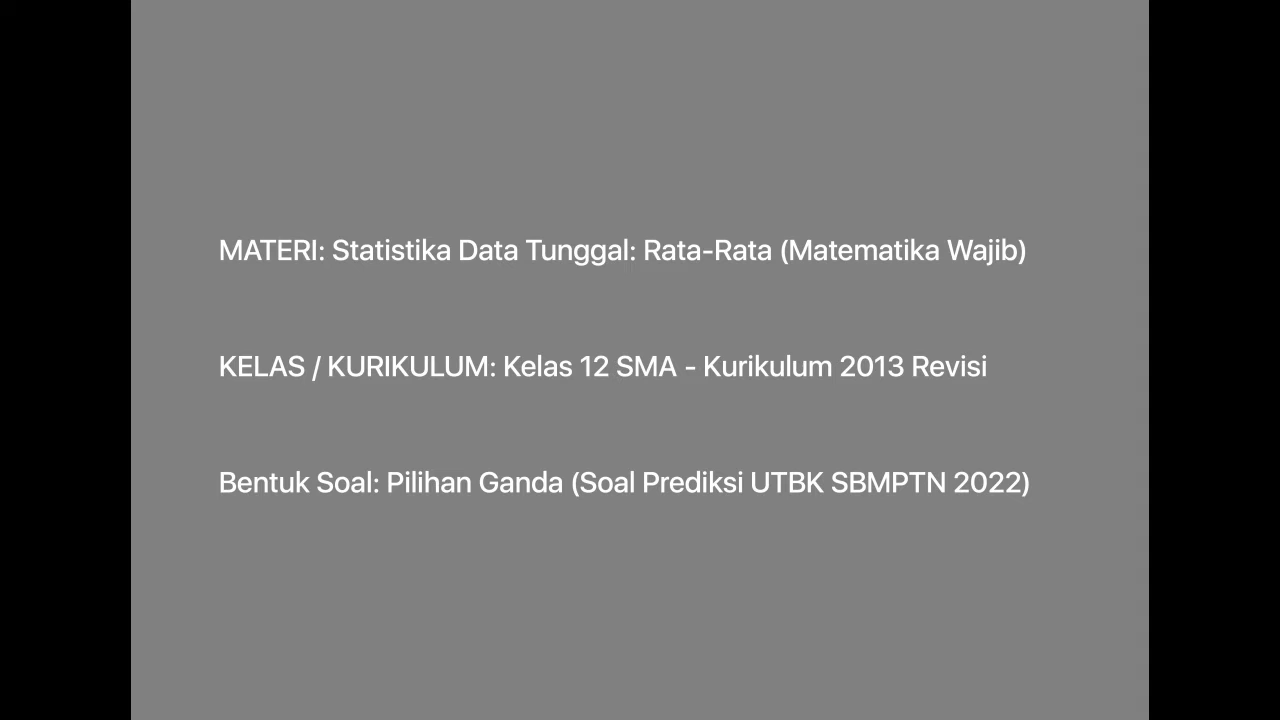 MATERI: Statistika Data Tunggal: Rata-Rata (Matematika Wajib)
KELAS / KURIKULUM: Kelas 12 SMA - Kurikulum 2013 Revisi
Bentuk Soal: Pilihan Ganda (Soal Prediksi UTBK SBMPTN 2022)